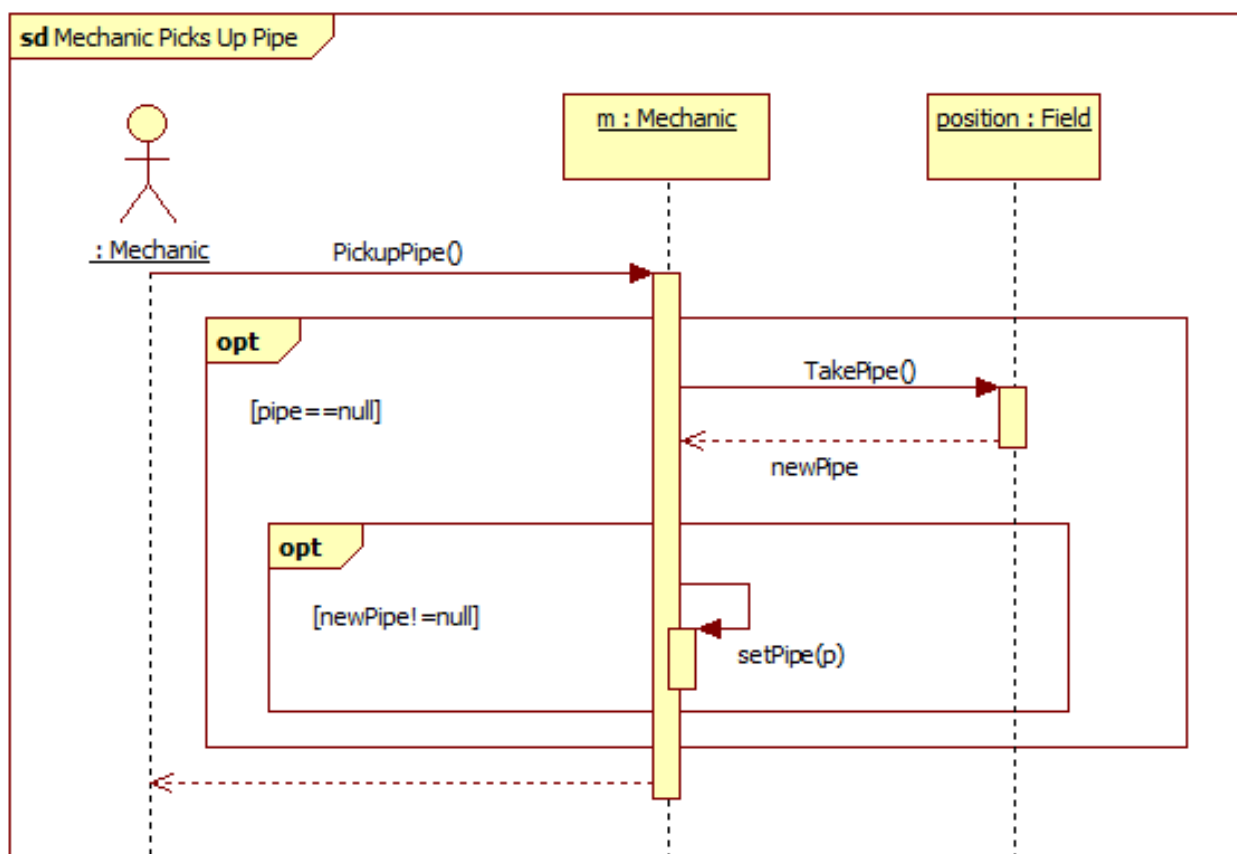 sd Mechanic Picks Up Pipe
m : Mechanic
position : Field
: Mechanic
PickupPipe()
opt
TakePipe()
[pipe==null]
newPipe
opt
[newPipe!=null]
setPipe(p)